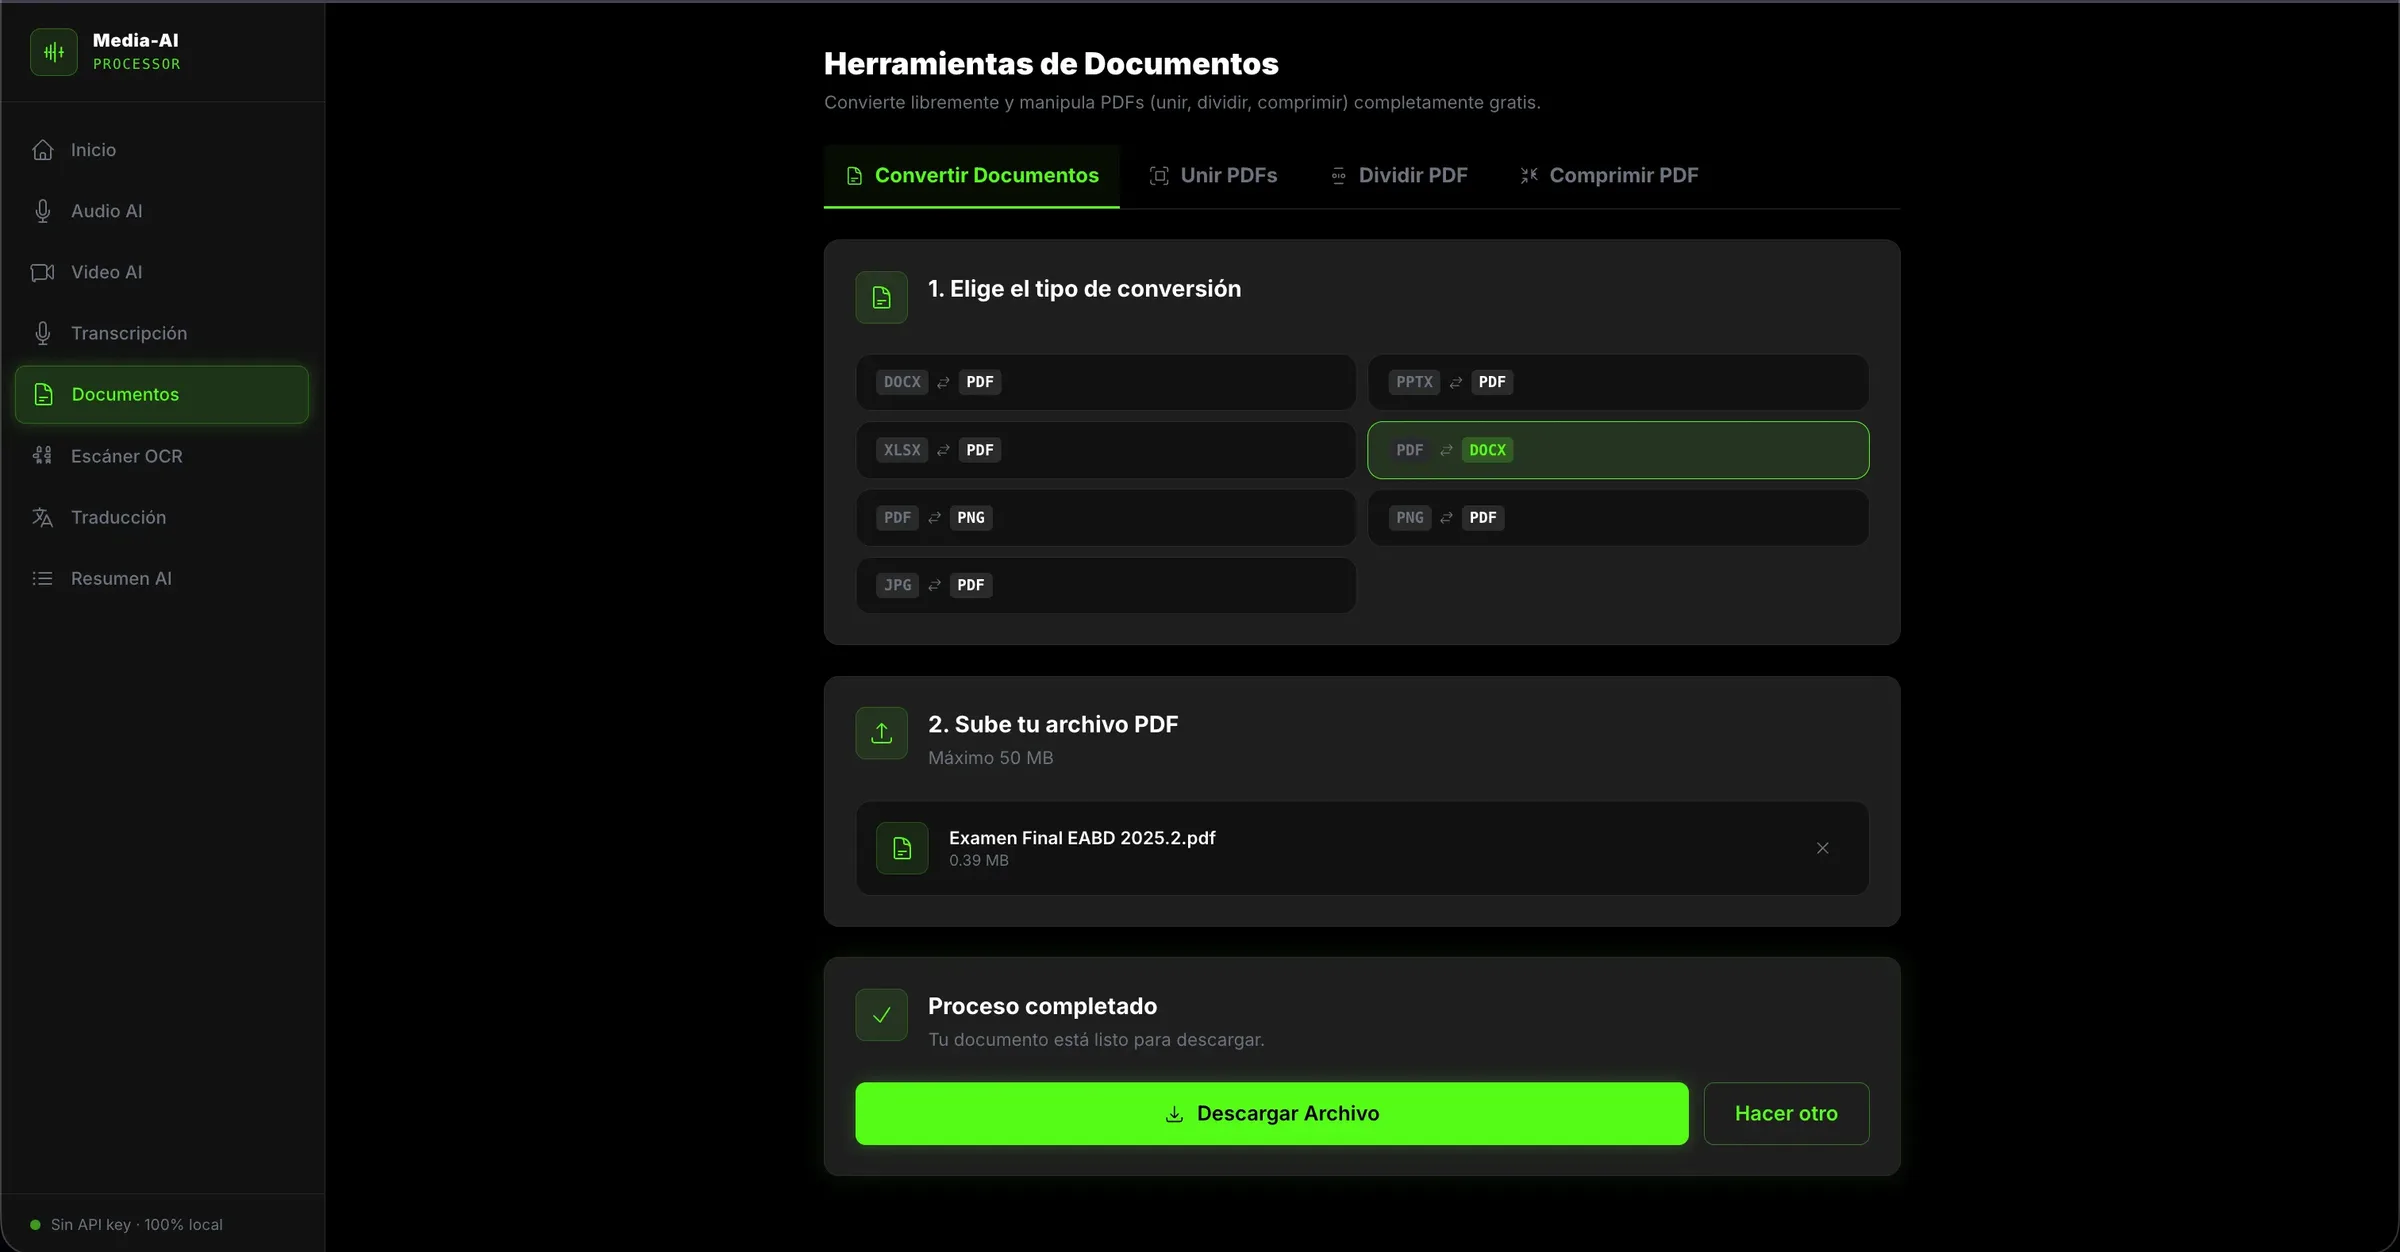 Media-AI
PROCESSOR
Inicio
Audio AI
Video AI
Transcripción
Documentos
Escáner OCR
Traducción
Resumen AI
Sin API key · 100% local
Herramientas de Documentos
Convierte libremente y manipula PDFs (unir, dividir, comprimir) completamente gratis.
Convertir Documentos Unir PDFs Dividir PDF Comprimir PDF
1. Elige el tipo de conversión
DOCX PDF
PPTX PDF
XLSX PDF
PDF DOCX
PDF PNG
PNG PDF
JPG PDF
2. Sube tu archivo PDF
Máximo 50 MB
Examen Final EABD 2025.2.pdf
0.39 MB
Proceso completado
Tu documento está listo para descargar.
Descargar Archivo
Hacer otro